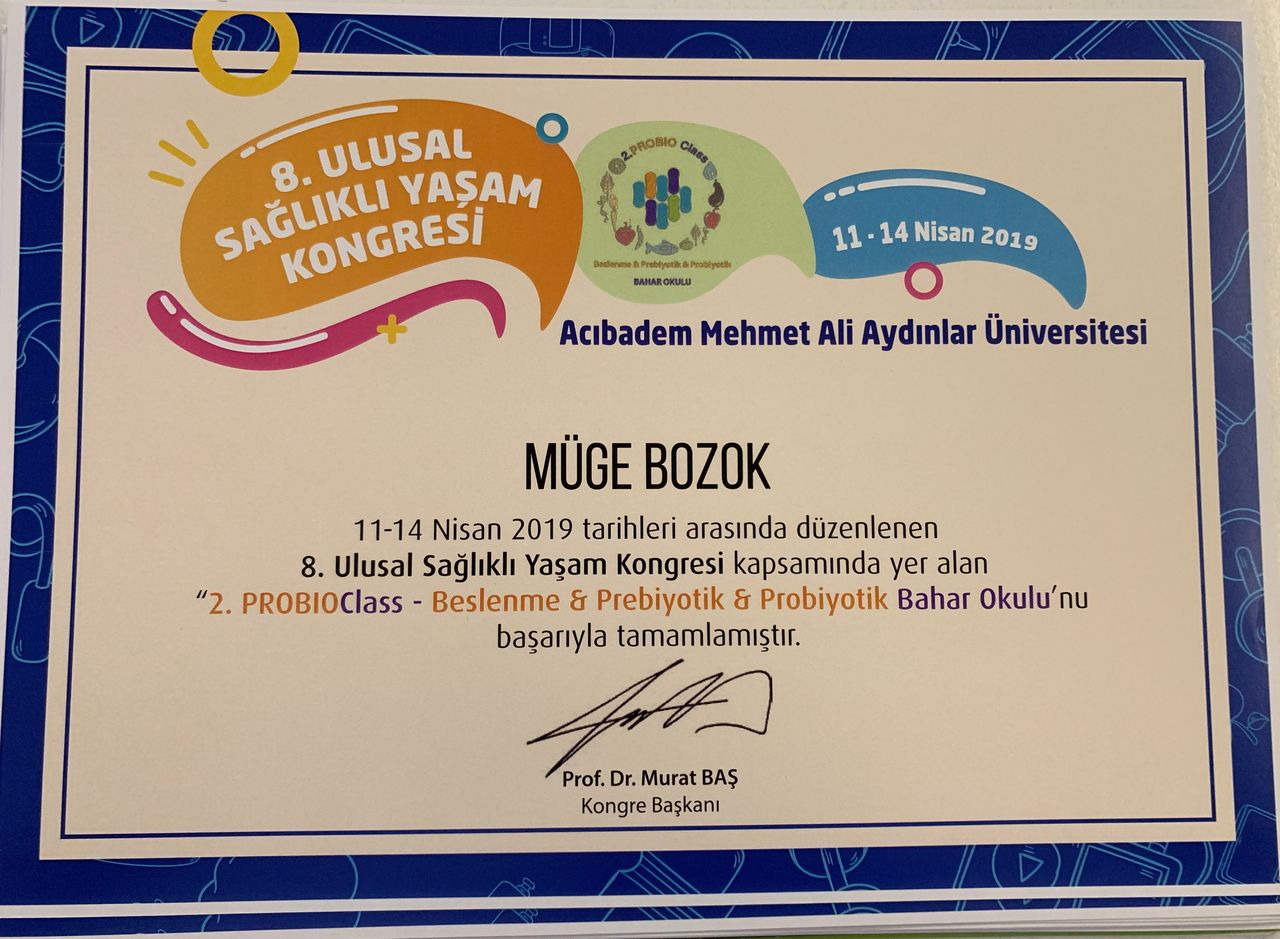 8. ULUSAL
SAĞLIKLI YAŞAM
KONGRESİ
2.PROBIO Class
Beslenme & Prebiyotik & Probiyotik
BAHAR OKULU
11 - 14 Nisan 2019
Acıbadem Mehmet Ali Aydınlar Üniversitesi
MÜGE BOZOK
11-14 Nisan 2019 tarihleri arasında düzenlenen
8. Ulusal Sağlıklı Yaşam Kongresi kapsamında yer alan
“2. PROBIOClass - Beslenme & Prebiyotik & Probiyotik Bahar Okulu’nu
başarıyla tamamlamıştır.
Prof. Dr. Murat BAŞ
Kongre Başkanı